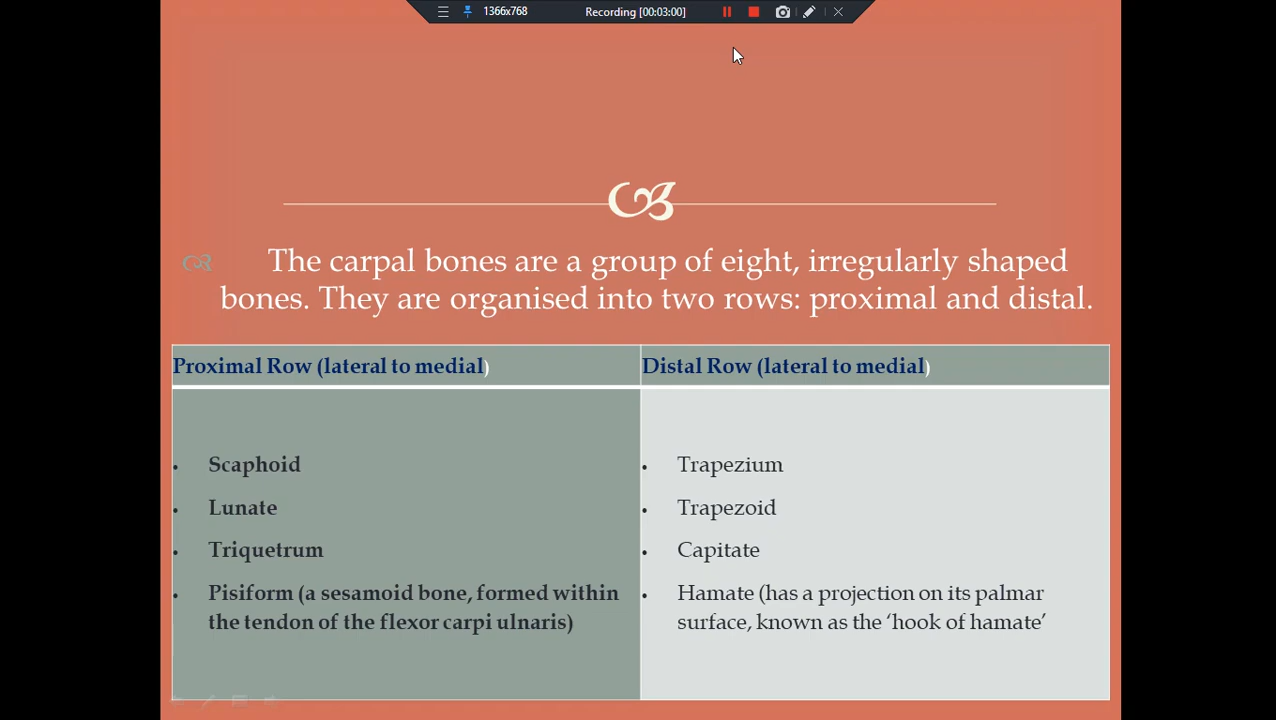 1366x768
Recording [00:03:00]
The carpal bones are a group of eight, irregularly shaped
bones. They are organised into two rows: proximal and distal.
Proximal Row (lateral to medial)
Distal Row (lateral to medial)
• Scaphoid
• Lunate
• Triquetrum
• Pisiform (a sesamoid bone, formed within
the tendon of the flexor carpi ulnaris)
• Trapezium
• Trapezoid
• Capitate
• Hamate (has a projection on its palmar
surface, known as the ‘hook of hamate’